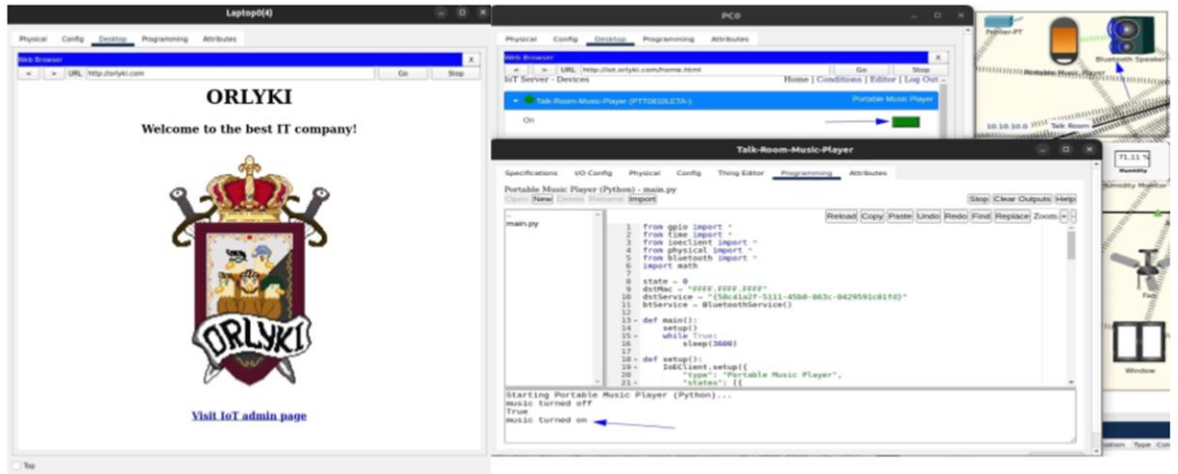 Laptop0(4)
Physical Config Desktop Programming Attributes
Web Browser
X
< > URL http://orlyki.com Go Stop
ORLYKI
Welcome to the best IT company!
ORLYKI
Visit IoT admin page
Top
PC0
Physical Config Desktop Programming Attributes
Web Browser
X
< > URL http://iot.orlyki.com/home.html Go Stop
IoT Server - Devices Home | Conditions | Editor | Log Out
Talk-Room-Music-Player Portable Music Player
On
Talk-Room-Music-Player
Specifications I/O Config Physical Config Thing Editor Programming Attributes
Portable Music Player (Python) - main.py
Open New Delete Rename Import Stop Clear Outputs Help
Reload Copy Paste Undo Redo Find Replace Zoom: + -
main.py
1 from gpio import *
2 from time import *
3 from ioeclient import *
4 from physical import *
5 from bluetooth import *
6 import math
7
8 state = 0
9 dstMac = "FFFF.FFFF.FFFF"
10 dstService =
11 btService = BluetoothService()
12
13 def main():
14 setup()
15 while True:
16 sleep(3600)
17
18 def setup():
19 IoEClient.setup({
20 "type": "Portable Music Player",
21 "states": [{
Starting Portable Music Player (Python)...
music turned off
True
music turned on
Printer-PT
Portable Music Player
Bluetooth Speaker
10.10.10.0 Talk Room
71.11 %
Humidity
Humidity Monitor
Fan
Window
Type